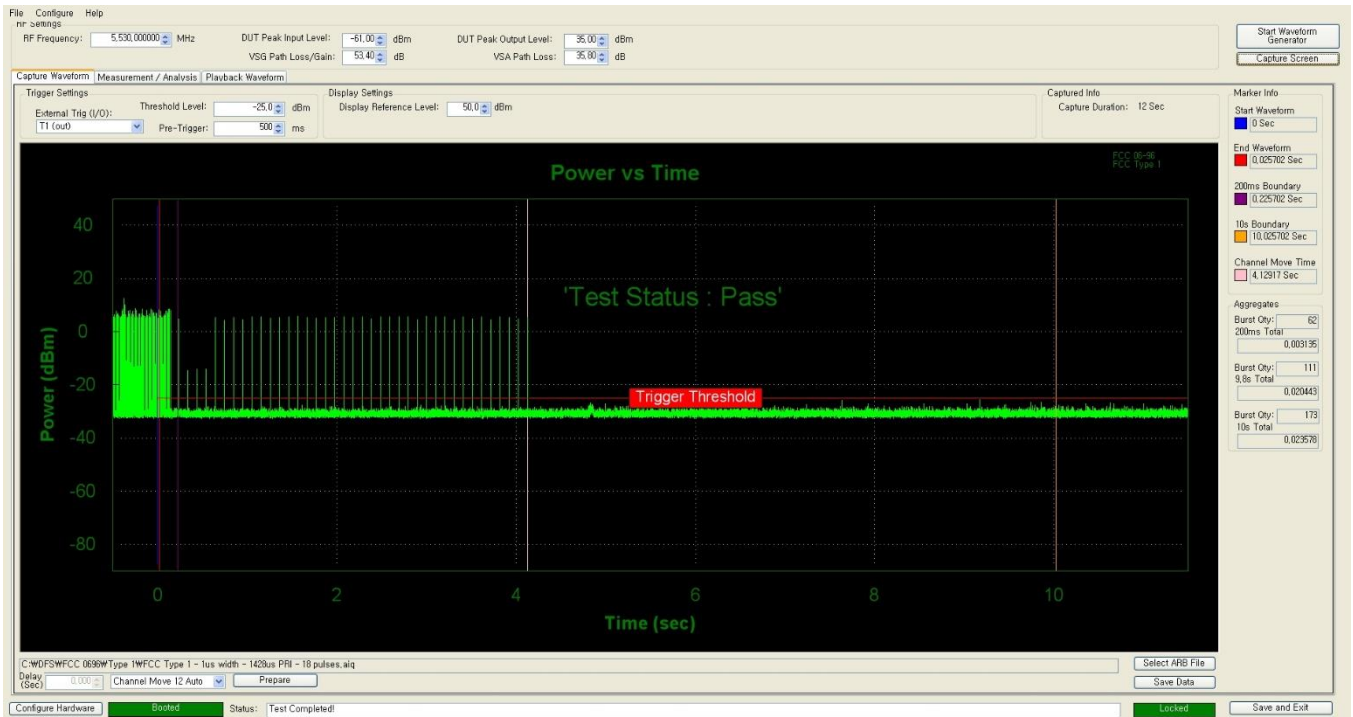 File Configure Help
RF Settings
RF Frequency: 5,530,000000 MHz DUT Peak Input Level: -61,00 dBm DUT Peak Output Level: 35,00 dBm
VSG Path Loss/Gain: 53,40 dB VSA Path Loss: 35,80 dB
Start Waveform Generator
Capture Screen
Capture Waveform Measurement / Analysis Playback Waveform
Trigger Settings
External Trig (I/O): Threshold Level: -25,0 dBm
T1 (out) Pre-Trigger: 500 ms
Display Settings
Display Reference Level: 50,0 dBm
Captured Info
Capture Duration: 12 Sec
Marker Info
Start Waveform
0 Sec
End Waveform
0,025702 Sec
200ms Boundary
0,225702 Sec
10s Boundary
10,025702 Sec
Channel Move Time
4,12917 Sec
Aggregates
Burst Qty: 62
200ms Total
0,003135
Burst Qty: 111
9,8s Total
0,020443
Burst Qty: 173
10s Total
0,023578
Power vs Time
FCC 06-96
FCC Type 1
40
20
0
-20
-40
-60
-80
Power (dBm)
'Test Status : Pass'
Trigger Threshold
0 2 4 6 8 10
Time (sec)
C:₩DFS₩FCC 0696₩Type 1₩FCC Type 1 - 1us width - 1428us PRI - 18 pulses.aiq
Select ARB File
Delay (Sec) 0.000 Channel Move 12 Auto Prepare
Save Data
Configure Hardware Booted Status: Test Completed! Locked Save and Exit